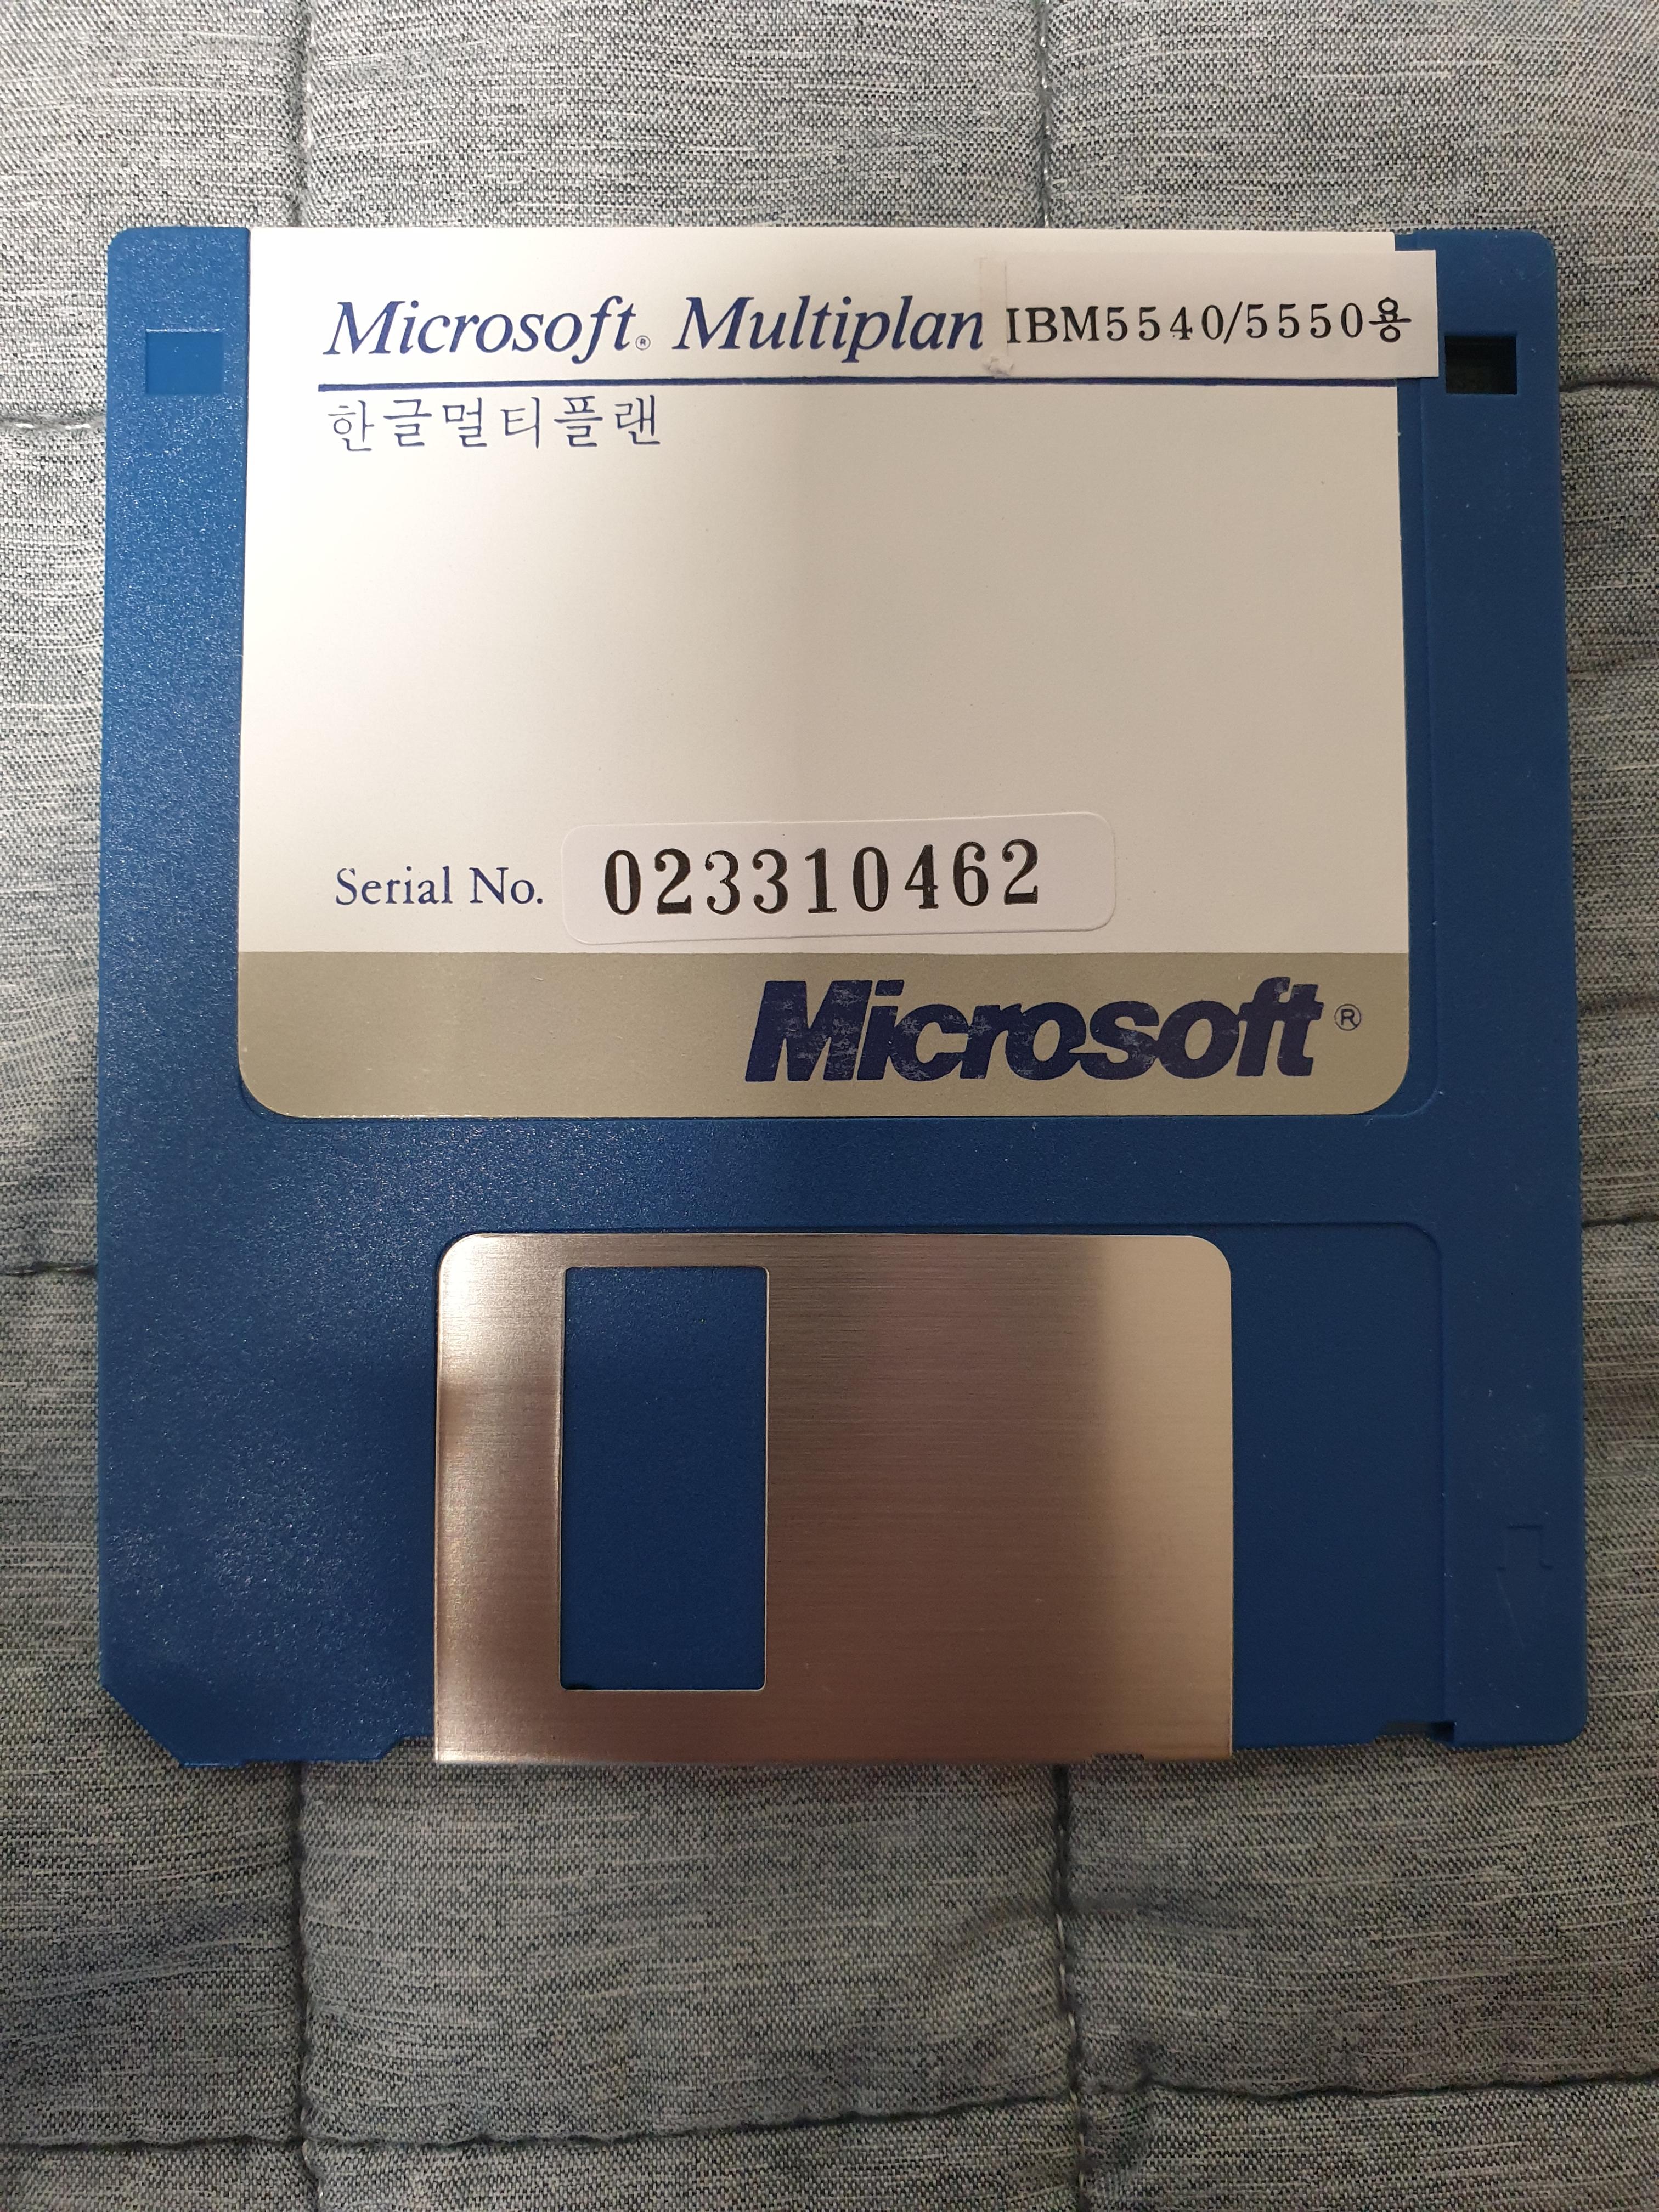 Microsoft® Multiplan IBM5540/5550용
한글멀티플랜
Serial No. 023310462
Microsoft®